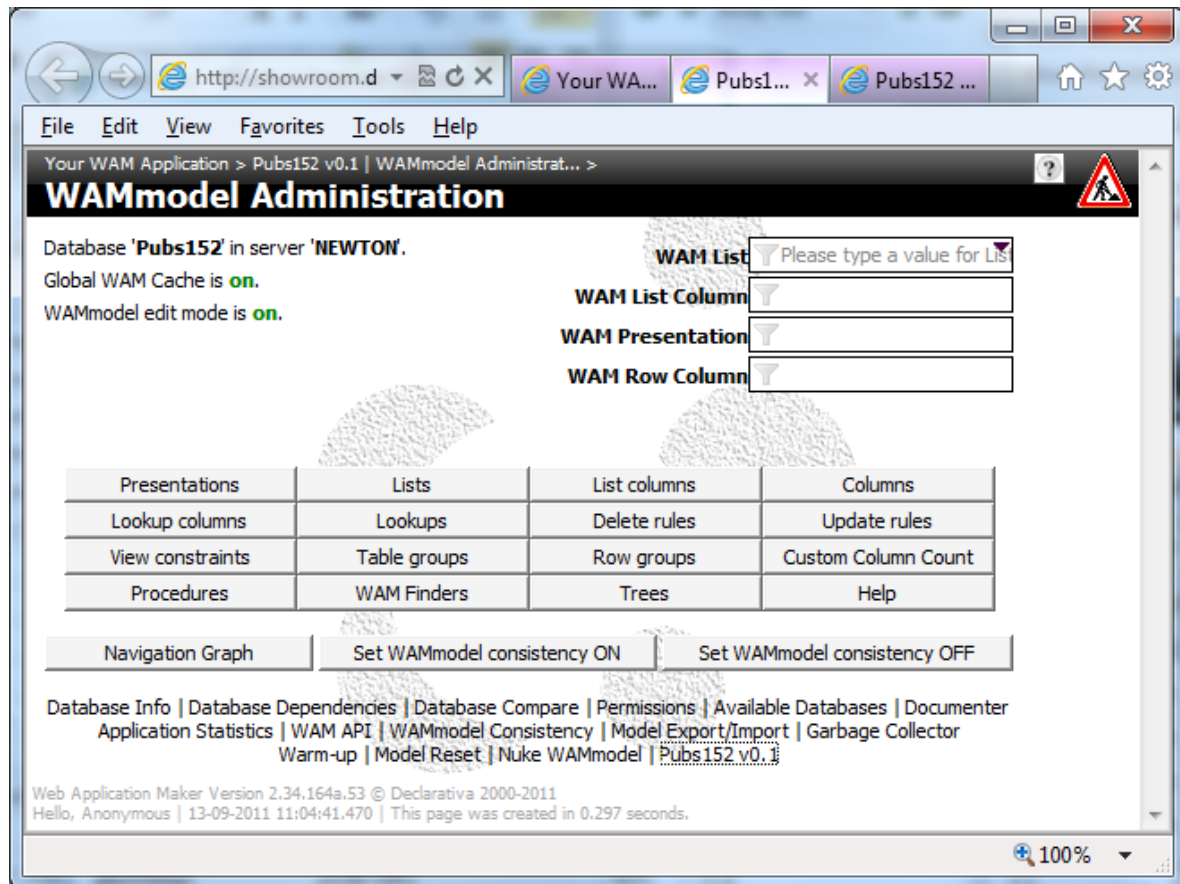 http://showroom.d
Your WA...
Pubs1...
Pubs152 ...
File Edit View Favorites Tools Help
Your WAM Application > Pubs152 v0.1 | WAMmodel Administrat... >
WAMmodel Administration
Database 'Pubs152' in server 'NEWTON'.
Global WAM Cache is on.
WAMmodel edit mode is on.
WAM List Please type a value for List
WAM List Column
WAM Presentation
WAM Row Column
Presentations Lists List columns Columns
Lookup columns Lookups Delete rules Update rules
View constraints Table groups Row groups Custom Column Count
Procedures WAM Finders Trees Help
Navigation Graph Set WAMmodel consistency ON Set WAMmodel consistency OFF
Database Info | Database Dependencies | Database Compare | Permissions | Available Databases | Documenter
Application Statistics | WAM API | WAMmodel Consistency | Model Export/Import | Garbage Collector
Warm-up | Model Reset | Nuke WAMmodel | Pubs152 v0.1
Web Application Maker Version 2.34.164a.53 © Declarativa 2000-2011
Hello, Anonymous | 13-09-2011 11:04:41.470 | This page was created in 0.297 seconds.
100%